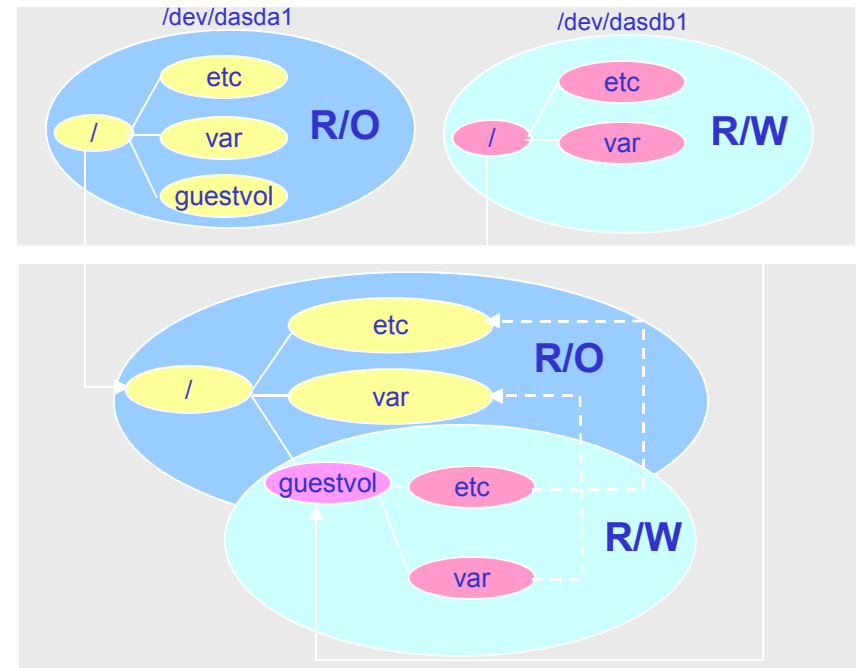 /dev/dasda1
/dev/dasdb1
etc
/
var
guestvol
R/O
etc
/
var
R/W
etc
R/O
/
var
guestvol
etc
R/W
var